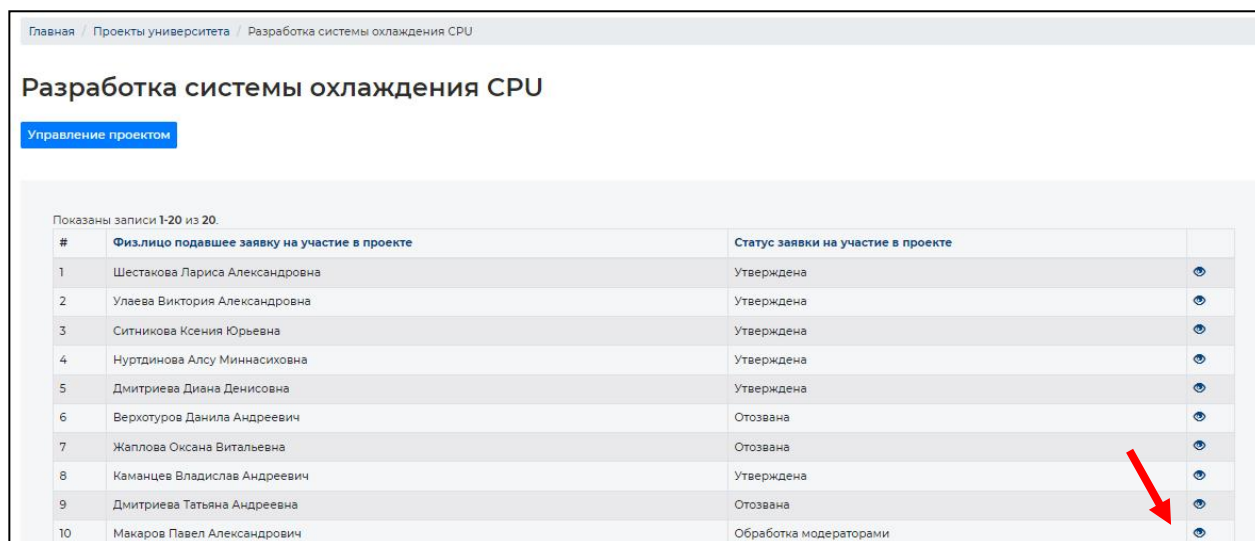 Главная / Проекты университета / Разработка системы охлаждения CPU
Разработка системы охлаждения CPU
Управление проектом
Показаны записи 1-20 из 20.
# Физ.лицо подавшее заявку на участие в проекте Статус заявки на участие в проекте
1 Шестакова Лариса Александровна Утверждена
2 Улаева Виктория Александровна Утверждена
3 Ситникова Ксения Юрьевна Утверждена
4 Нуртдинова Алсу Миннасиховна Утверждена
5 Дмитриева Диана Денисовна Утверждена
6 Верхотуров Данила Андреевич Отозвана
7 Жаплова Оксана Витальевна Отозвана
8 Каманцев Владислав Андреевич Утверждена
9 Дмитриева Татьяна Андреевна Отозвана
10 Макаров Павел Александрович Обработка модераторами